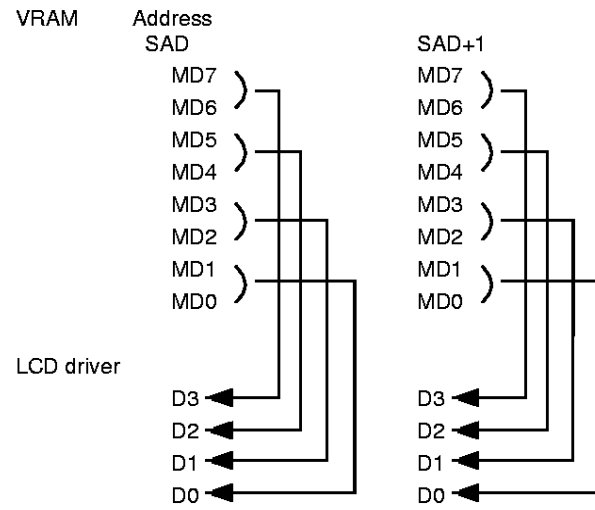 VRAM Address
SAD SAD+1
MD7 MD7
MD6 MD6
MD5 MD5
MD4 MD4
MD3 MD3
MD2 MD2
MD1 MD1
MD0 MD0
LCD driver
D3 D3
D2 D2
D1 D1
D0 D0